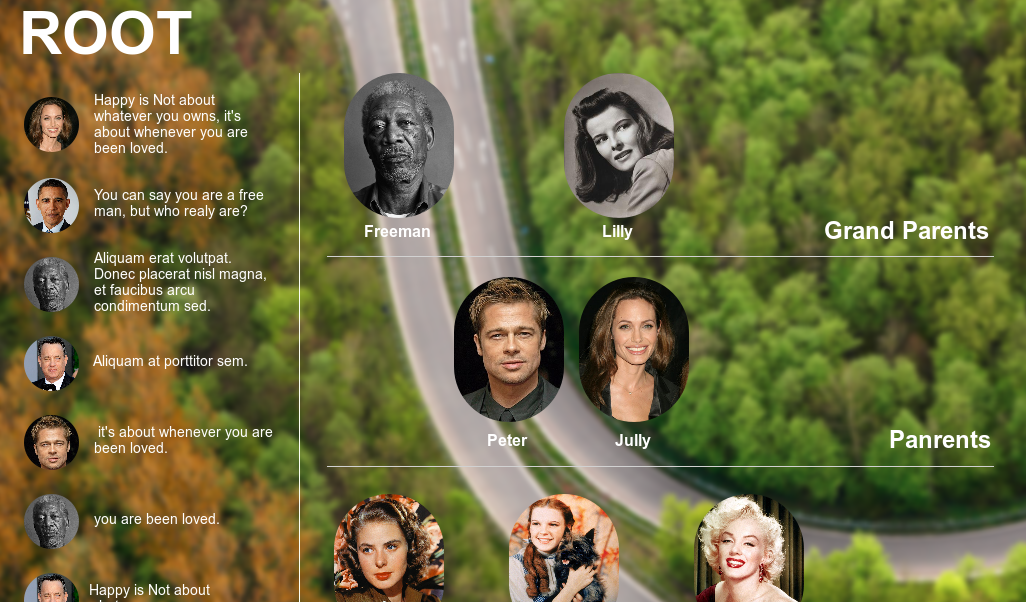 ROOT
Happy is Not about
whatever you owns, it's
about whenever you are
been loved.
You can say you are a free
man, but who realy are?
Aliquam erat volutpat.
Donec placerat nisl magna,
et faucibus arcu
condimentum sed.
Aliquam at porttitor sem.
it's about whenever you are
been loved.
you are been loved.
Happy is Not about
Freeman
Lilly
Grand Parents
Peter
Jully
Panrents